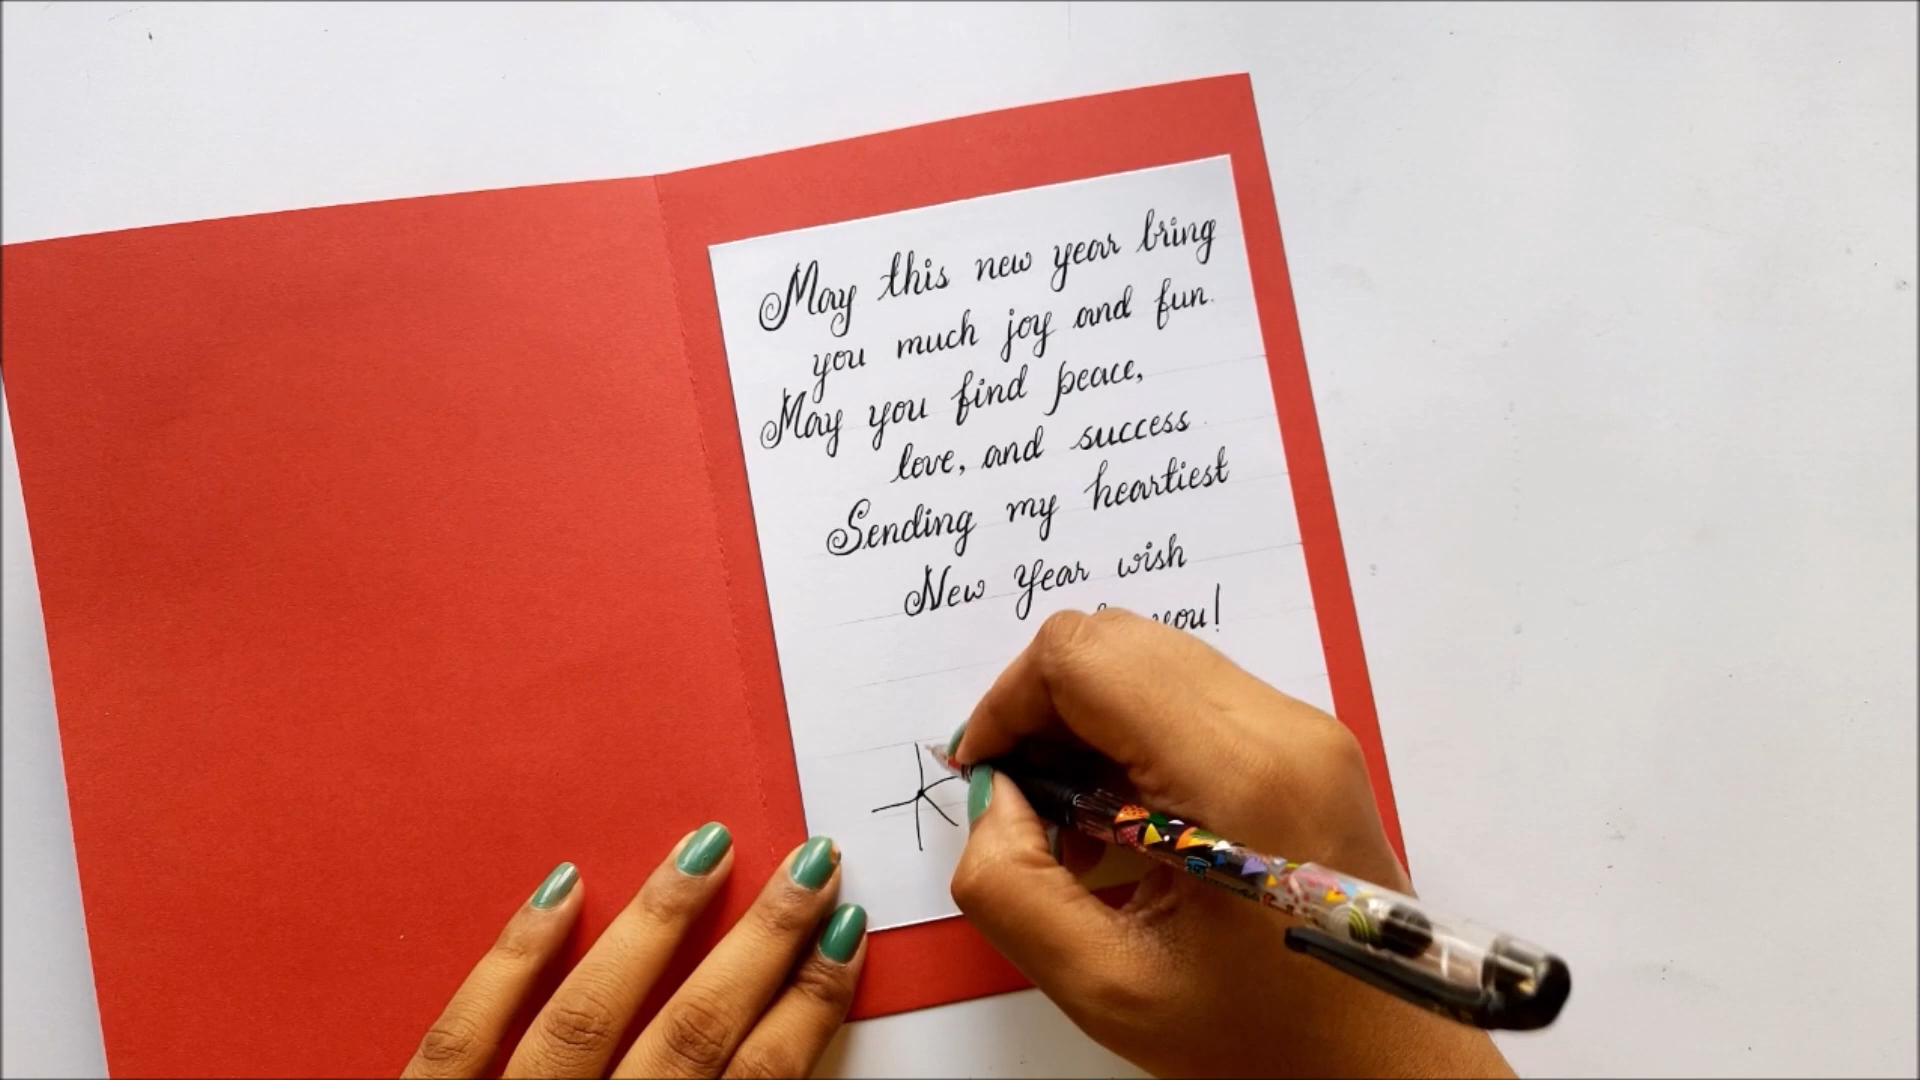 May this new year bring
you much joy and fun.
May you find peace,
love, and success
Sending my heartiest
New Year wish
you!